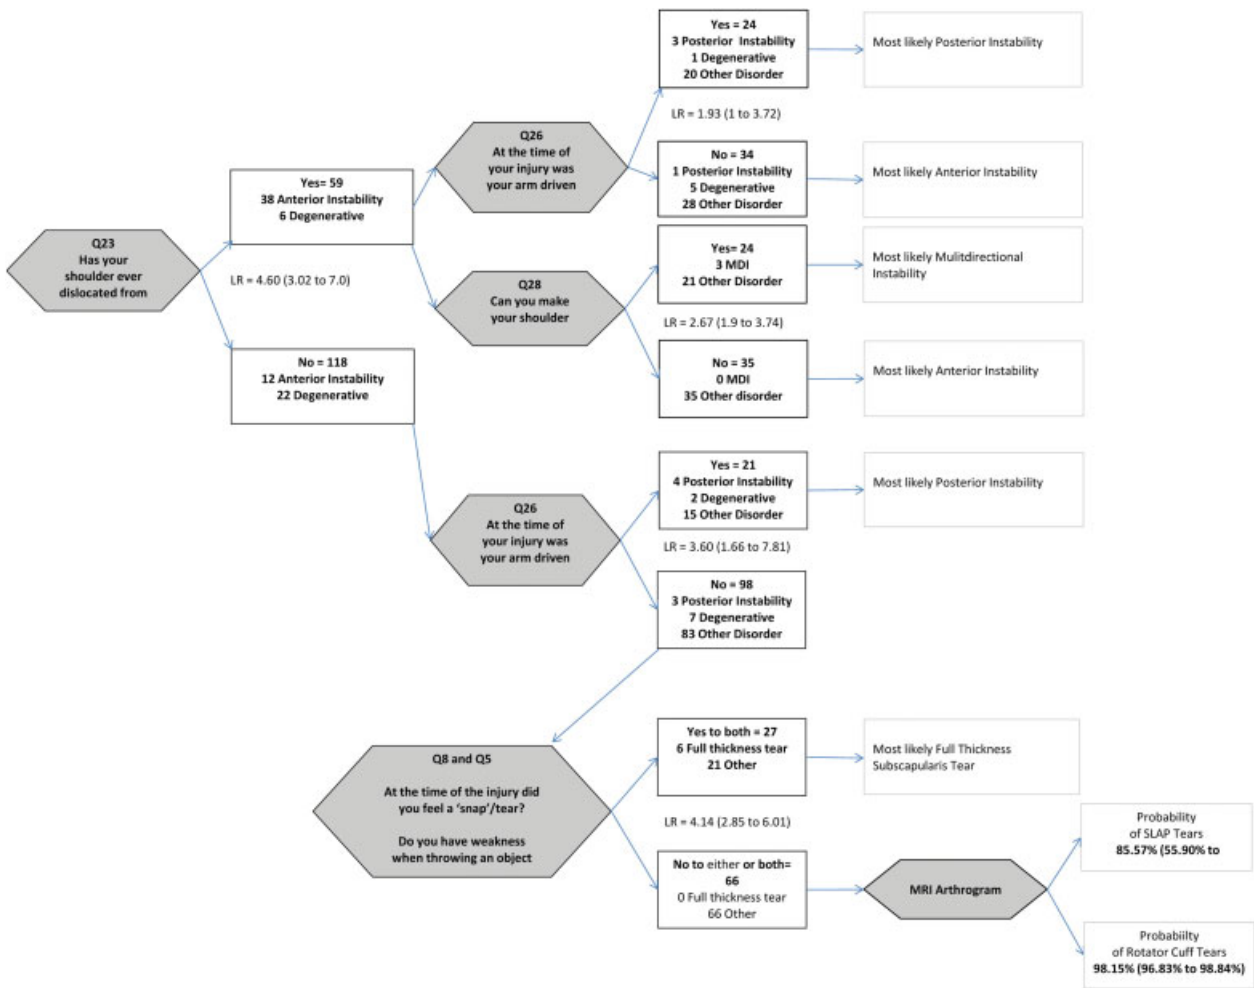 Yes = 24
3 Posterior Instability
1 Degenerative
20 Other Disorder
Most likely Posterior Instability
LR = 1.93 (1 to 3.72)
Q26
At the time of
your injury was
your arm driven
No = 34
1 Posterior Instability
5 Degenerative
28 Other Disorder
Most likely Anterior Instability
Yes= 59
38 Anterior Instability
6 Degenerative
Q23
Has your
shoulder ever
dislocated from
LR = 4.60 (3.02 to 7.0)
Yes= 24
3 MDI
21 Other Disorder
Most likely Mulitdirectional
Instability
Q28
Can you make
your shoulder
LR = 2.67 (1.9 to 3.74)
No = 35
0 MDI
35 Other disorder
Most likely Anterior Instability
No = 118
12 Anterior Instability
22 Degenerative
Yes = 21
4 Posterior Instability
2 Degenerative
15 Other Disorder
Most likely Posterior Instability
Q26
At the time of
your injury was
your arm driven
LR = 3.60 (1.66 to 7.81)
No = 98
3 Posterior Instability
7 Degenerative
83 Other Disorder
Q8 and Q5
At the time of the injury did
you feel a ‘snap’/tear?
Do you have weakness
when throwing an object
Yes to both = 27
6 Full thickness tear
21 Other
Most likely Full Thickness
Subscapularis Tear
LR = 4.14 (2.85 to 6.01)
No to either or both=
66
0 Full thickness tear
66 Other
MRI Arthrogram
Probability
of SLAP Tears
85.57% (55.90% to
Probabiilty
of Rotator Cuff Tears
98.15% (96.83% to 98.84%)